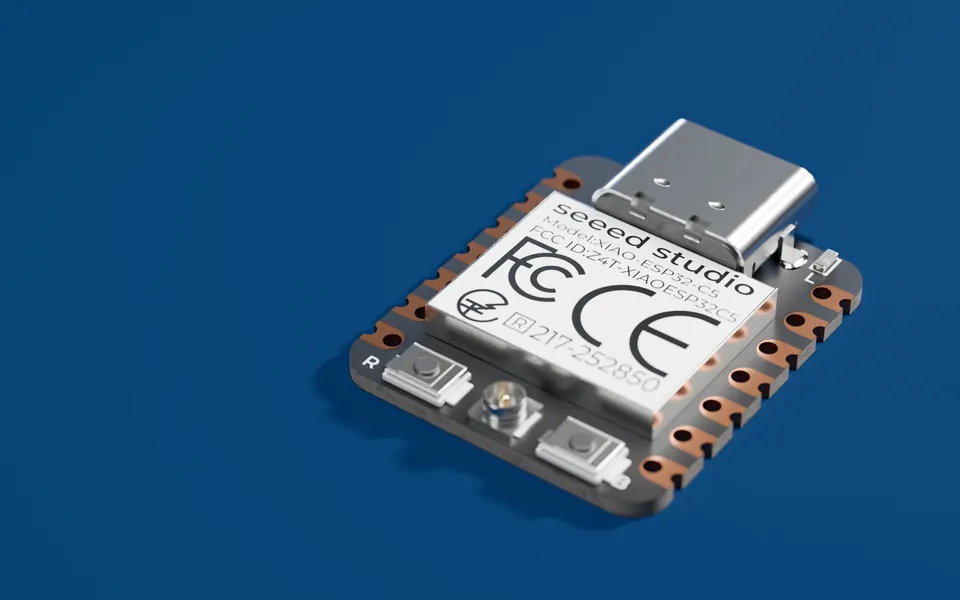 seeed studio
Model:XIAO-ESP32-C5
FCC ID:Z4T-XIAOESP32C5
FC CE
R 217-252850
L
R
B